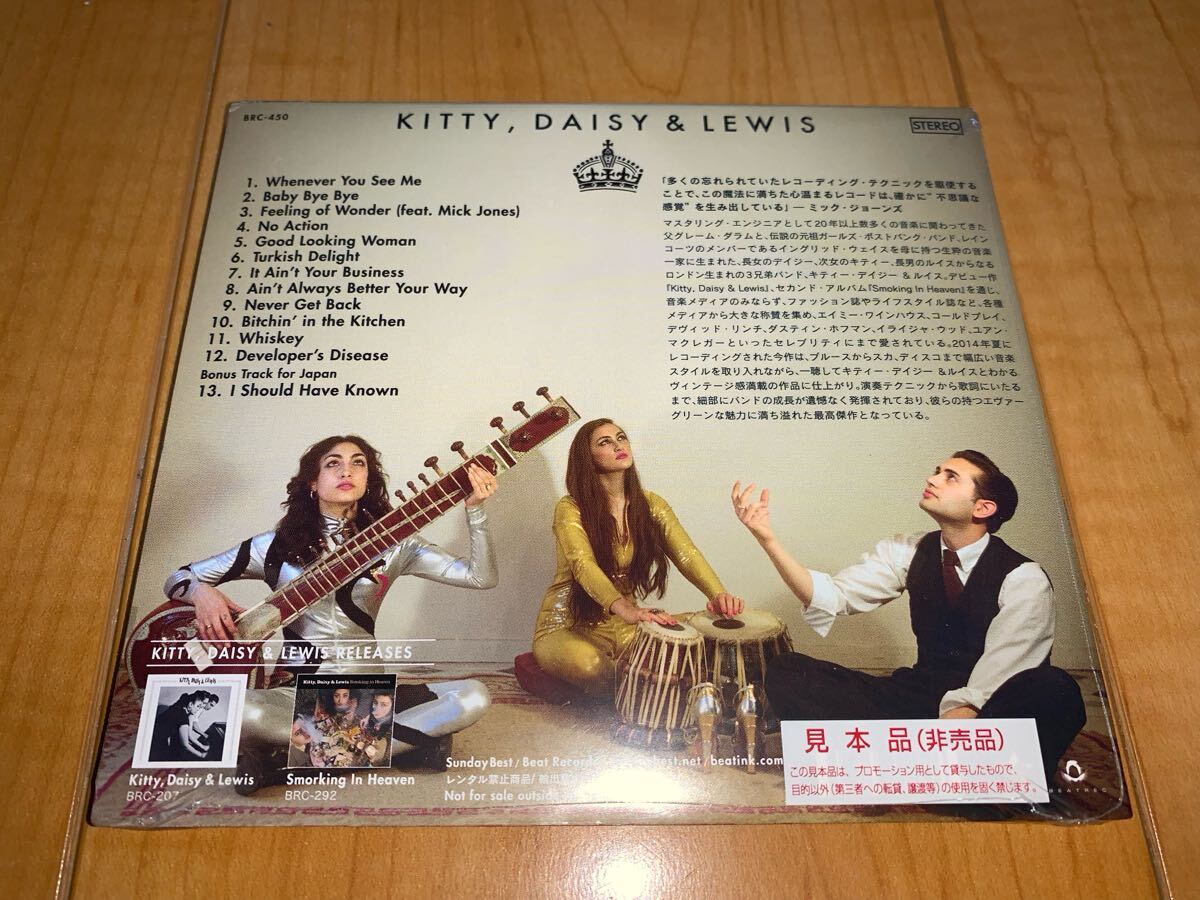 BRC-450
KITTY, DAISY & LEWIS
STEREO
1. Whenever You See Me
2. Baby Bye Bye
3. Feeling of Wonder (feat. Mick Jones)
4. No Action
5. Good Looking Woman
6. Turkish Delight
7. It Ain't Your Business
8. Ain't Always Better Your Way
9. Never Get Back
10. Bitchin' in the Kitchen
11. Whiskey
12. Developer's Disease
Bonus Track for Japan
13. I Should Have Known
「多くの忘れられていたレコーディング・テクニックを駆使する
ことで、この魔法に満ちた心温まるレコードは、確かに“不思議な
感覚”を生み出している」— ミック・ジョーンズ
マスタリング・エンジニアとして20年以上数多くの音楽に関わってきた
父グレーム・ダラムと、伝説の元祖ガールズ・ポストパンク・バンド、レイン
コーツのメンバーであるイングリッド・ウェイスを母に持つ生粋の音楽
一家に生まれた、長女のデイジー、次女のキティー、長男のルイスからなる
ロンドン生まれの3兄弟バンド、キティー・デイジー＆ルイス。デビュー作
『Kitty, Daisy & Lewis』、セカンド・アルバム『Smoking In Heaven』を通じ、
音楽メディアのみならず、ファッション誌やライフスタイル誌など、各種
メディアから大きな称賛を集め、エイミー・ワインハウス、コールドプレイ、
デヴィッド・リンチ、ダスティン・ホフマン、イライジャ・ウッド、ユアン・
マクレガーといったセレブリティにまで愛されている。2014年夏に
レコーディングされた今作は、ブルースからスカ、ディスコまで幅広い音楽
スタイルを取り入れながら、一聴してキティー・デイジー＆ルイスとわかる
ヴィンテージ感満載の作品に仕上がり。演奏テクニックから歌詞にいたる
まで、細部にバンドの成長が遺憾なく発揮されており、彼らの持つエヴァー
グリーンな魅力に満ち溢れた最高傑作となっている。
KITTY, DAISY & LEWIS RELEASES
Kitty, Daisy & Lewis Smoking in Heaven
Kitty, Daisy & Lewis
BRC-207
Smorking In Heaven
BRC-292
Sunday Best / Beat Records best.net / beatink.com
レンタル禁止商品/
Not for sale outside
見本品(非売品)
この見本品は、プロモーション用として貸与したもので、
目的以外(第三者への転貸、譲渡等)の使用を固く禁じます。
BEATREC